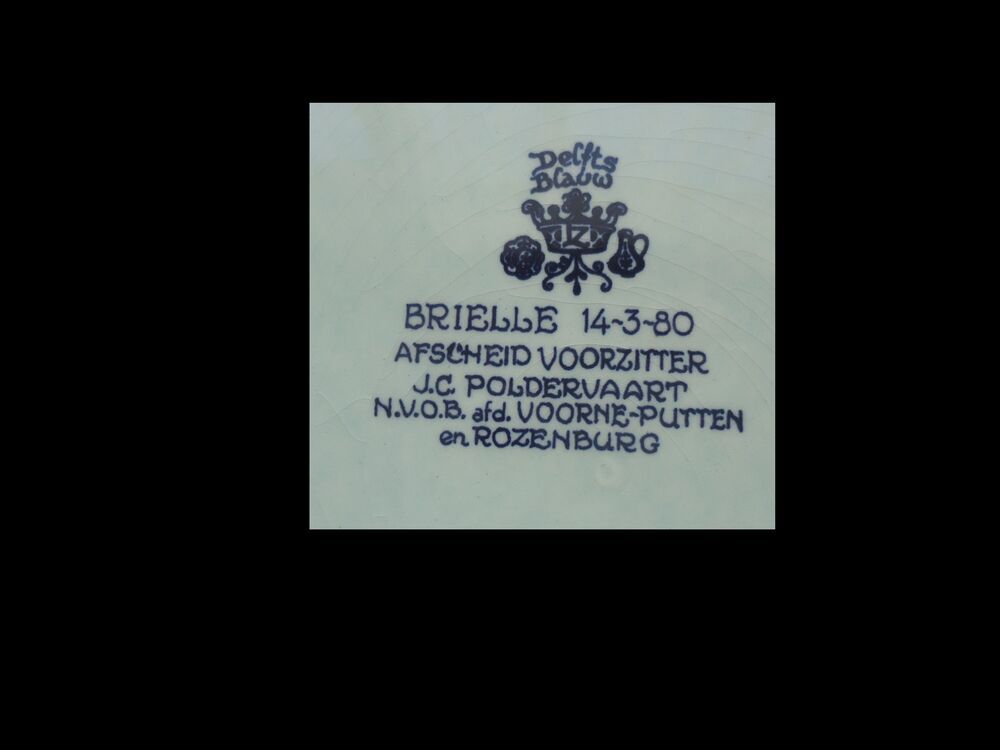 Delfts
Blauw
BRIELLE 14-3-80
AFSCHEID VOORZITTER
J.C. POLDERVAART
N.V.O.B. afd. VOORNE-PUTTEN
en ROZENBURG